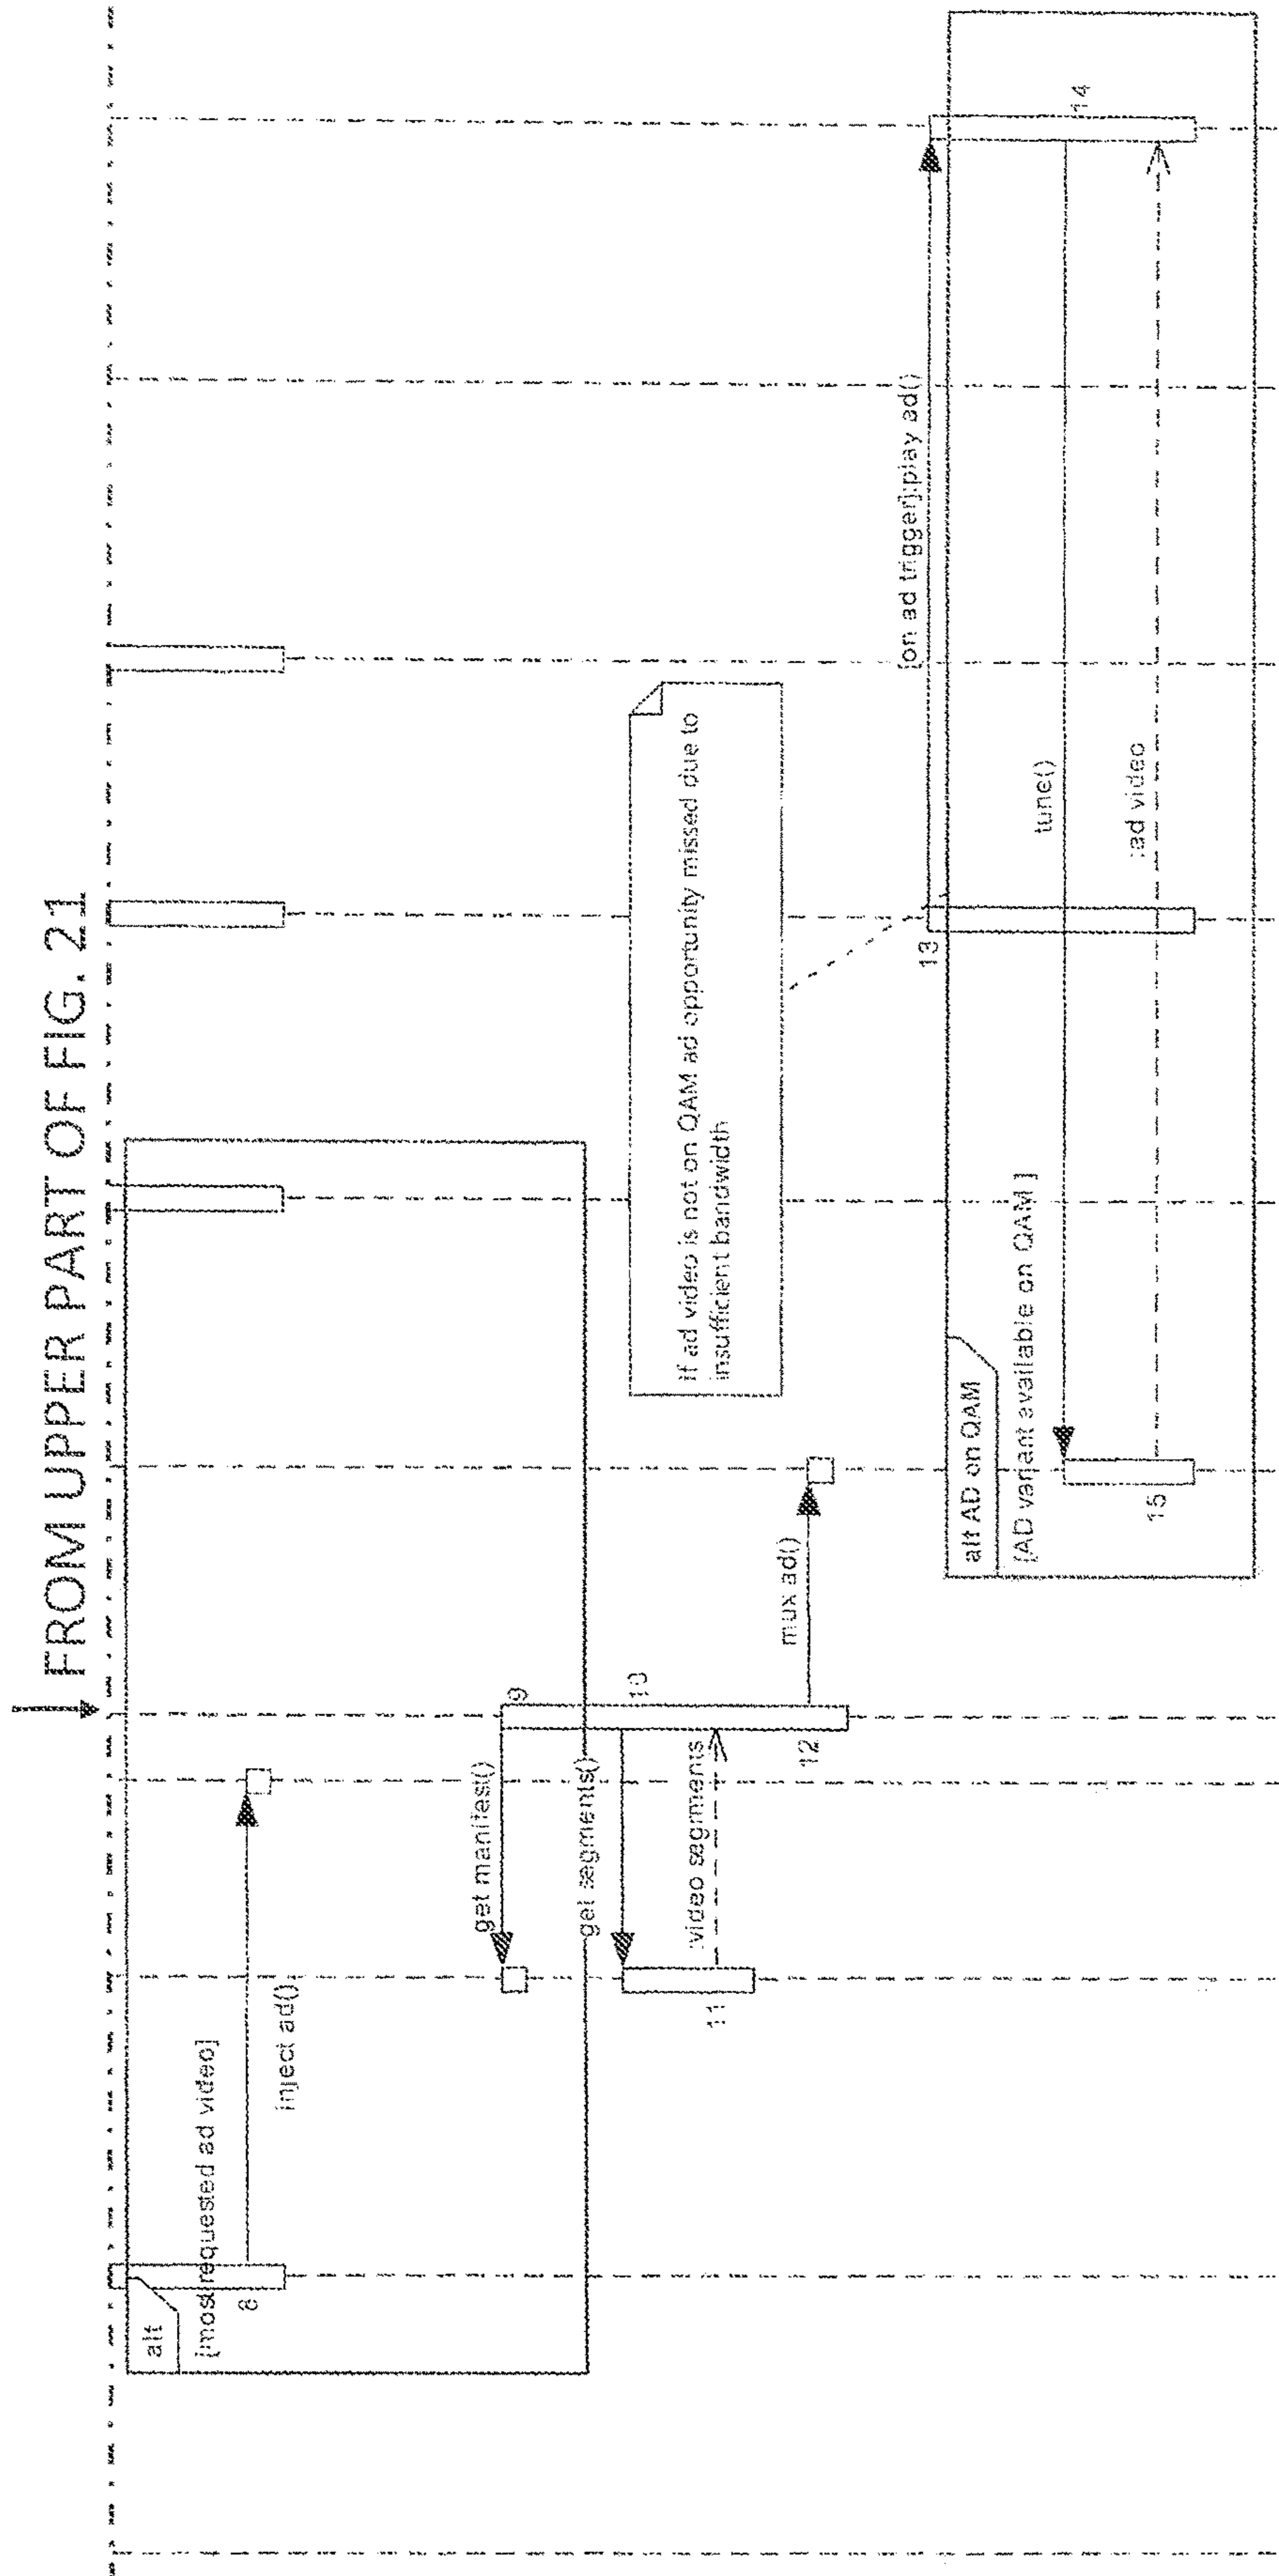 FROM UPPER PART OF FIG. 21
alt
[most requested ad video]
8
inject ad()
9
get manifest()
10
get segments()
:video segments
11
12
mux ad()
If ad video is not on QAM ad opportunity missed due to
insufficient bandwidth
13
[on ad trigger]:play ad()
alt AD on QAM
[AD variant available on QAM ]
14
tune()
:ad video
15